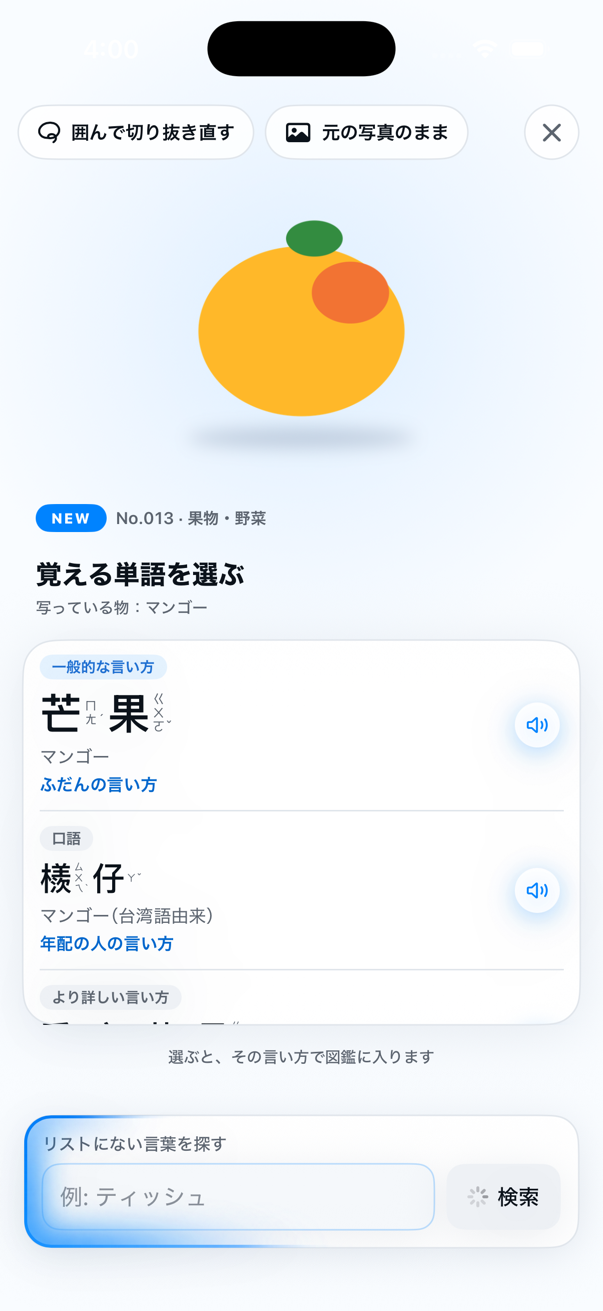 4:00
囲んで切り抜き直す
元の写真のまま
NEW No.013・果物・野菜
覚える単語を選ぶ
写っている物：マンゴー
一般的な言い方
芒ㄇㄤˊ果ㄍㄨㄛˇ
マンゴー
ふだんの言い方
口語
檨ㄙㄨㄟ仔ㄚˇ
マンゴー（台湾語由来）
年配の人の言い方
より詳しい言い方
選ぶと、その言い方で図鑑に入ります
リストにない言葉を探す
例: ティッシュ
検索